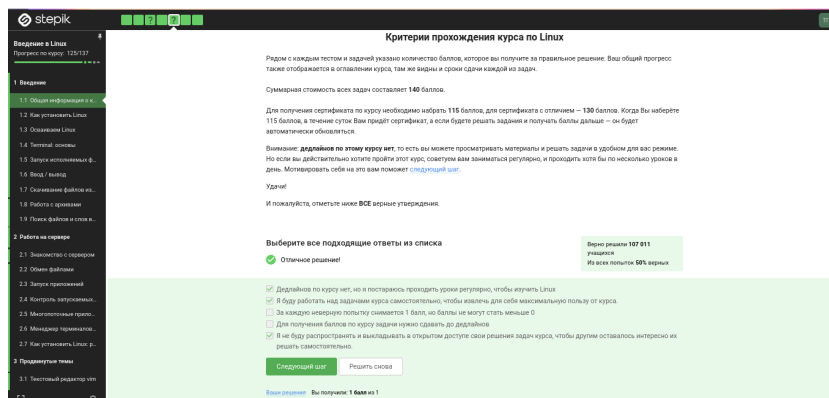 stepik
Введение в Linux
Прогресс по курсу: 125/137
1 Введение
1.1 Общая информация о к...
1.2 Как установить Linux
1.3 Осваиваем Linux
1.4 Terminal: основы
1.5 Запуск исполняемых ф...
1.6 Ввод / вывод
1.7 Скачивание файлов из...
1.8 Работа с архивами
1.9 Поиск файлов и слов в...
2 Работа на сервере
2.1 Знакомство с сервером
2.2 Обмен файлами
2.3 Запуск приложений
2.4 Контроль запускаемых...
2.5 Многопоточные прило...
2.6 Менеджер терминалов...
2.7 Как установить Linux: р...
3 Продвинутые темы
3.1 Текстовый редактор vim
Критерии прохождения курса по Linux
Рядом с каждым тестом и задачей указано количество баллов, которое вы получите за правильное решение. Ваш общий прогресс
также отображается в оглавлении курса, там же видны и сроки сдачи каждой из задач.
Суммарная стоимость всех задач составляет 140 баллов.
Для получения сертификата по курсу необходимо набрать 115 баллов, для сертификата с отличием — 130 баллов. Когда Вы наберёте
115 баллов, в течение суток Вам придёт сертификат, а если будете решать задания и получать баллы дальше — он будет
автоматически обновляться.
Внимание: дедлайнов по этому курсу нет, то есть вы можете просматривать материалы и решать задачи в удобном для вас режиме.
Но если вы действительно хотите пройти этот курс, советуем вам заниматься регулярно, и проходить хотя бы по несколько уроков в
день. Мотивировать себя на это вам поможет следующий шаг.
Удачи!
И пожалуйста, отметьте ниже ВСЕ верные утверждения.
Выберите все подходящие ответы из списка
Отличное решение!
Верно решили 107 011
учащихся
Из всех попыток 50% верных
Дедлайнов по курсу нет, но я постараюсь проходить уроки регулярно, чтобы изучить Linux
Я буду работать над задачами курса самостоятельно, чтобы извлечь для себя максимальную пользу от курса.
За каждую неверную попытку снимается 1 балл, но баллы не могут стать меньше 0
Для получения баллов по курсу задачи нужно сдавать до дедлайнов
Я не буду распространять и выкладывать в открытом доступе свои решения задач курса, чтобы другим оставалось интересно их
решать самостоятельно.
Следующий шаг
Решить снова
Ваши решения Вы получили: 1 балл из 1